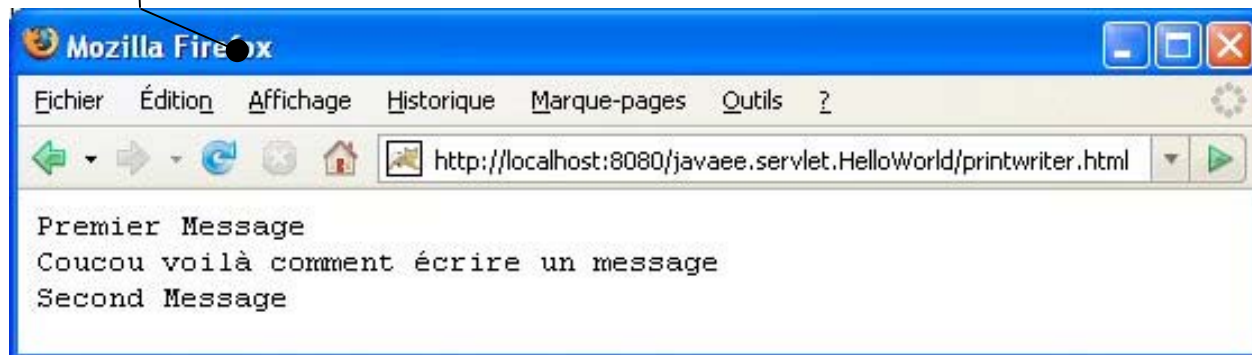 Mozilla Firefox
Fichier Édition Affichage Historique Marque-pages Outils ?
http://localhost:8080/javaee.servlet.HelloWorld/printwriter.html
Premier Message
Coucou voilà comment écrire un message
Second Message